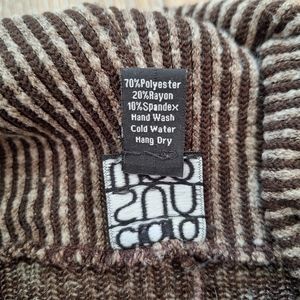 70%Polyester
20%Rayon
10%Spandex
Hand Wash
Cold Water
Hang Dry